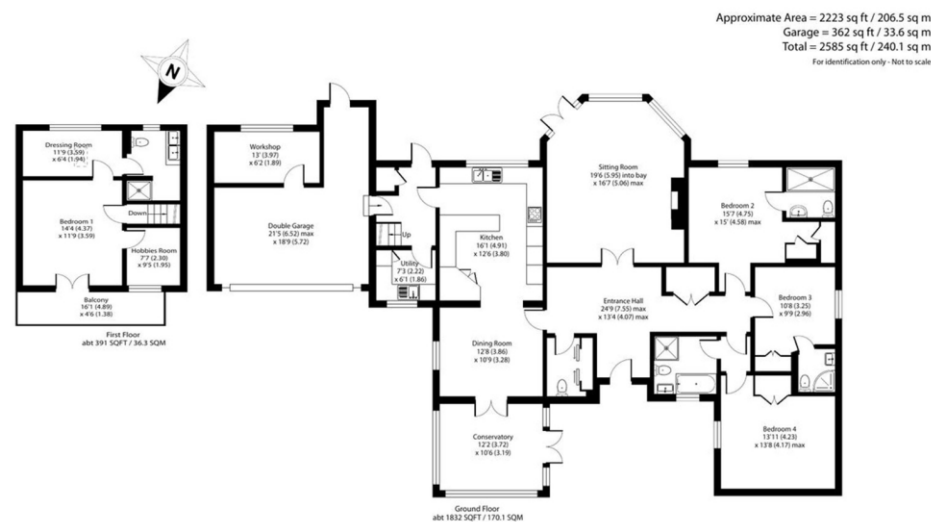 Approximate Area = 2223 sq ft / 206.5 sq m
Garage = 362 sq ft / 33.6 sq m
Total = 2585 sq ft / 240.1 sq m
For identification only - Not to scale
N
Dressing Room
11'9 (3.59)
x 6'4 (1.94)
Bedroom 1
14'4 (4.37)
x 11'9 (3.59)
Down
Hobbies Room
7'7 (2.30)
x 9'5 (1.95)
Balcony
16'1 (4.89)
x 4'6 (1.38)
First Floor
abt 391 SQFT / 36.3 SQM
Workshop
13' (3.97)
x 6'2 (1.89)
Double Garage
21'5 (6.52) max
x 18'9 (5.72)
Up
Utility
7'3 (2.22)
x 6'1 (1.86)
Kitchen
16'1 (4.91)
x 12'6 (3.80)
Sitting Room
19'6 (5.95) into bay
x 16'7 (5.06) max
Bedroom 2
15'7 (4.75)
x 15' (4.58) max
Entrance Hall
24'9 (7.55) max
x 13'4 (4.07) max
Bedroom 3
10'8 (3.25)
x 9'9 (2.96)
Dining Room
12'8 (3.86)
x 10'9 (3.28)
Conservatory
12'2 (3.72)
x 10'6 (3.19)
Bedroom 4
13'11 (4.23)
x 13'8 (4.17) max
Ground Floor
abt 1832 SQFT / 170.1 SQM